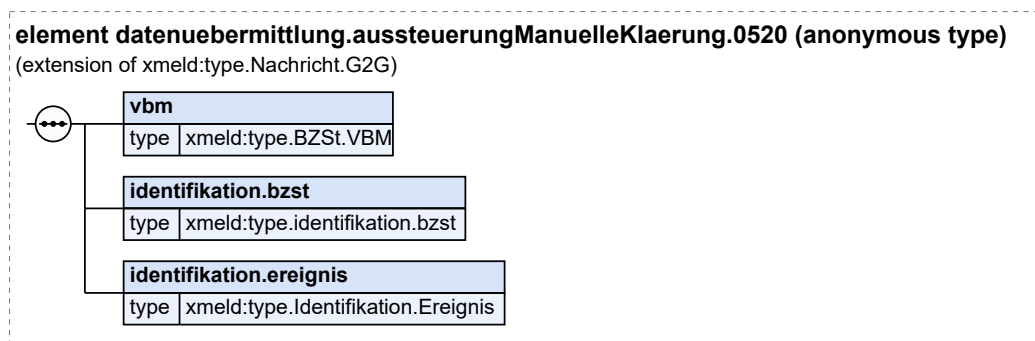 element datenuebermittlung.aussteuerungManuelleKlaerung.0520 (anonymous type)
(extension of xmeld:type.Nachricht.G2G)
vbm
type xmeld:type.BZSt.VBM
identifikation.bzst
type xmeld:type.identifikation.bzst
identifikation.ereignis
type xmeld:type.Identifikation.Ereignis